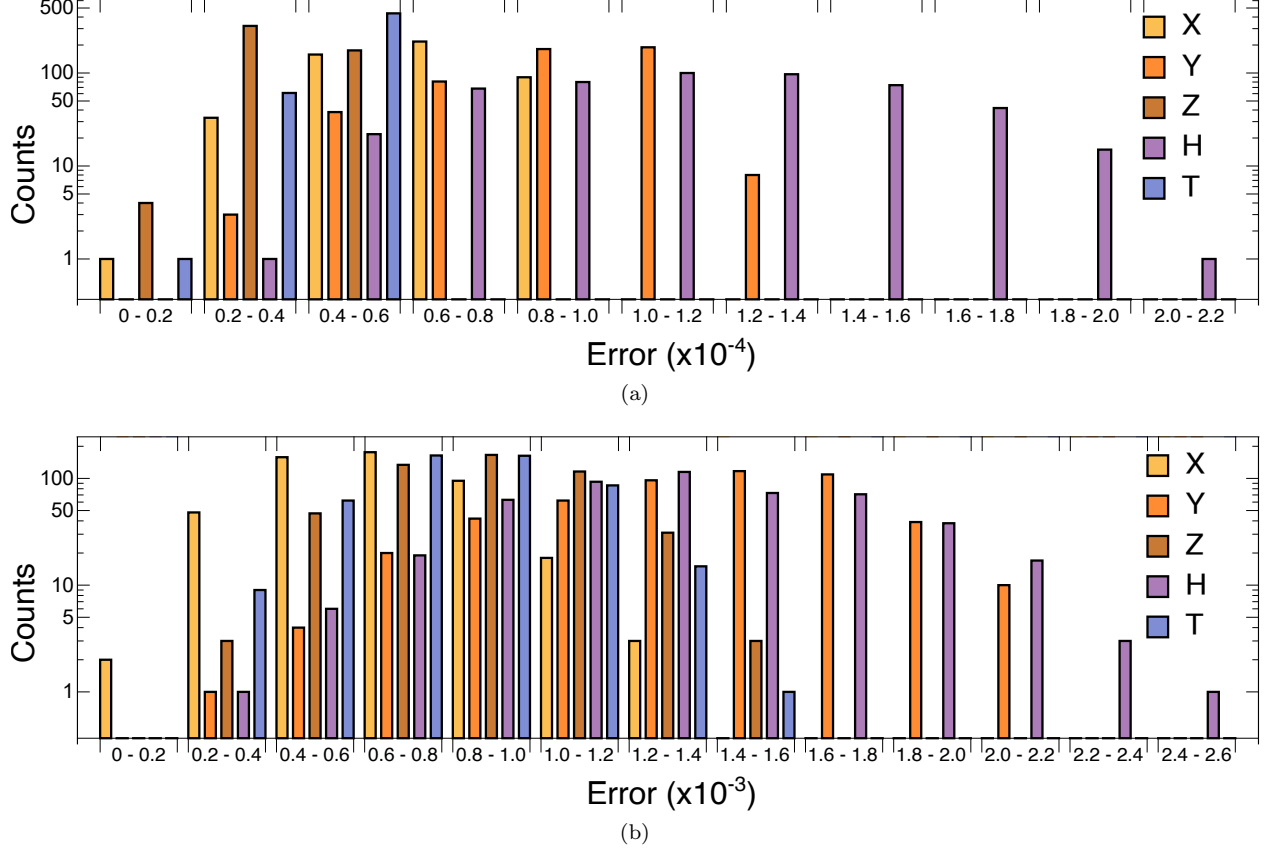 500
100
50
10
5
1
Counts
X
Y
Z
H
T
0 - 0.2 0.2 - 0.4 0.4 - 0.6 0.6 - 0.8 0.8 - 1.0 1.0 - 1.2 1.2 - 1.4 1.4 - 1.6 1.6 - 1.8 1.8 - 2.0 2.0 - 2.2
Error (x10⁻⁴)
(a)
100
50
10
5
1
Counts
X
Y
Z
H
T
0 - 0.2 0.2 - 0.4 0.4 - 0.6 0.6 - 0.8 0.8 - 1.0 1.0 - 1.2 1.2 - 1.4 1.4 - 1.6 1.6 - 1.8 1.8 - 2.0 2.0 - 2.2 2.2 - 2.4 2.4 - 2.6
Error (x10⁻³)
(b)